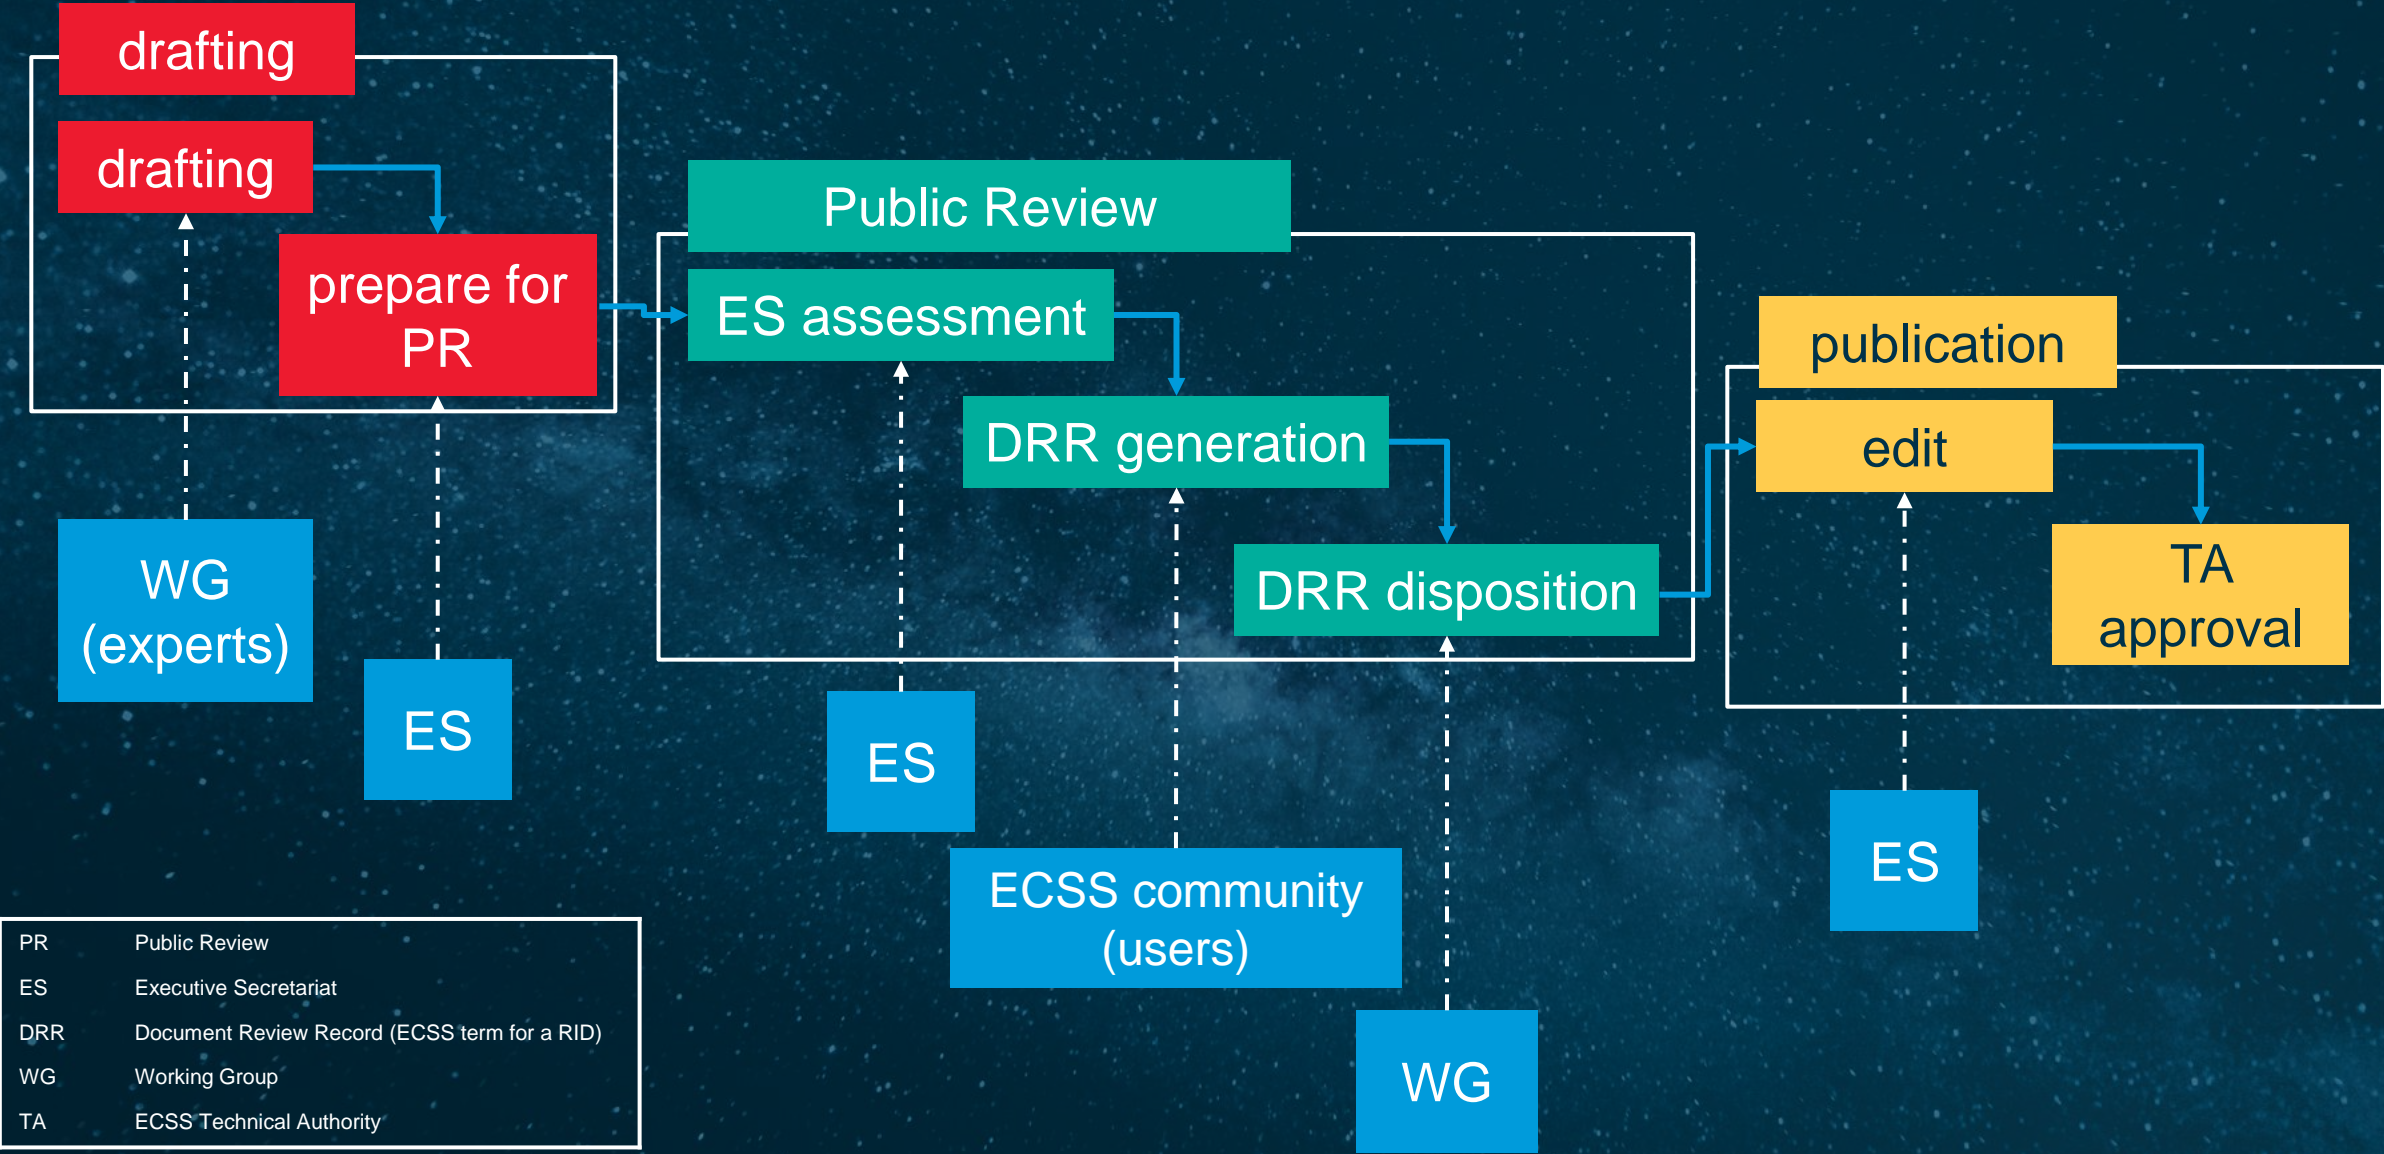 drafting
drafting
prepare for
PR
WG
(experts)
ES
Public Review
ES assessment
DRR generation
DRR disposition
ES
ECSS community
(users)
WG
publication
edit
TA
approval
ES
PR Public Review
ES Executive Secretariat
DRR Document Review Record (ECSS term for a RID)
WG Working Group
TA ECSS Technical Authority